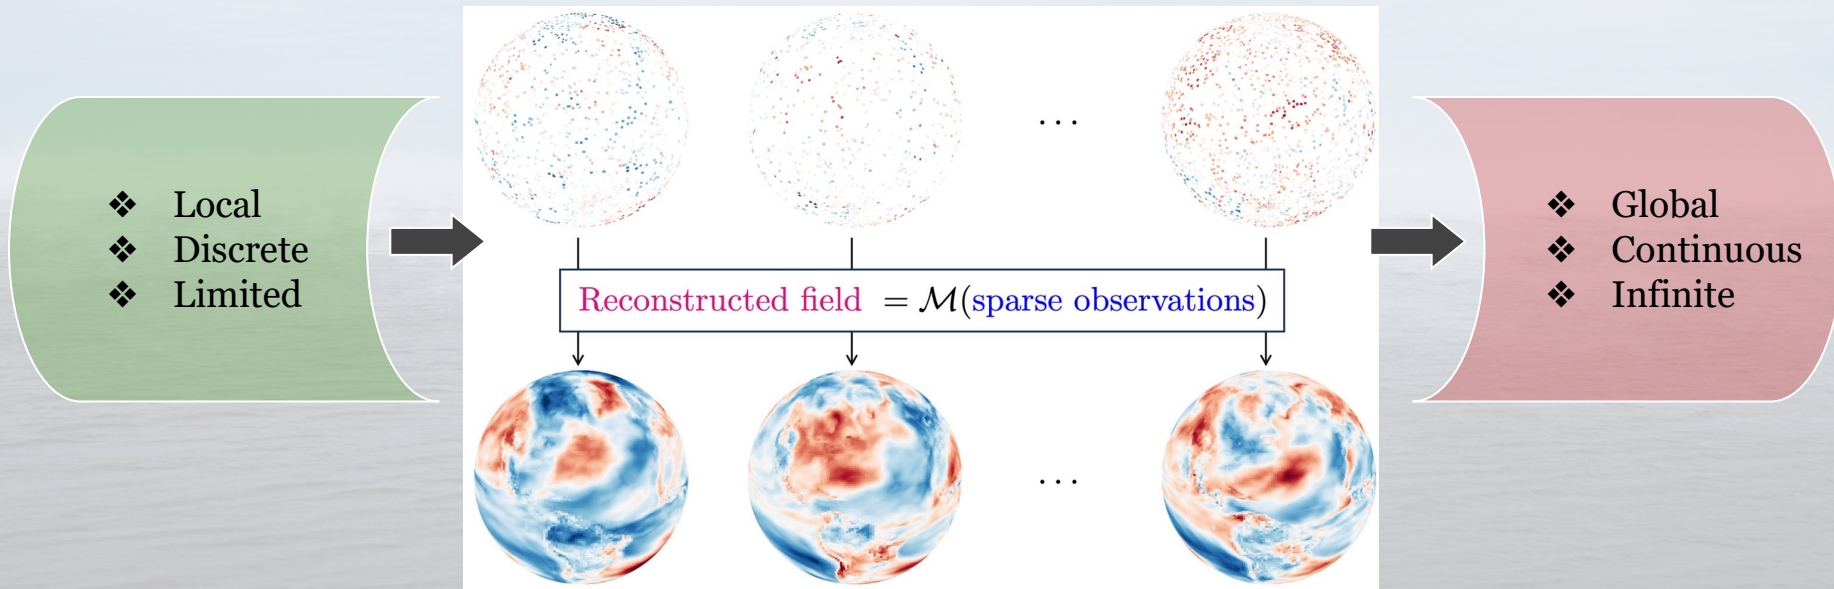 ❖ Local
❖ Discrete
❖ Limited
. . .
Reconstructed field = ℳ(sparse observations)
. . .
❖ Global
❖ Continuous
❖ Infinite